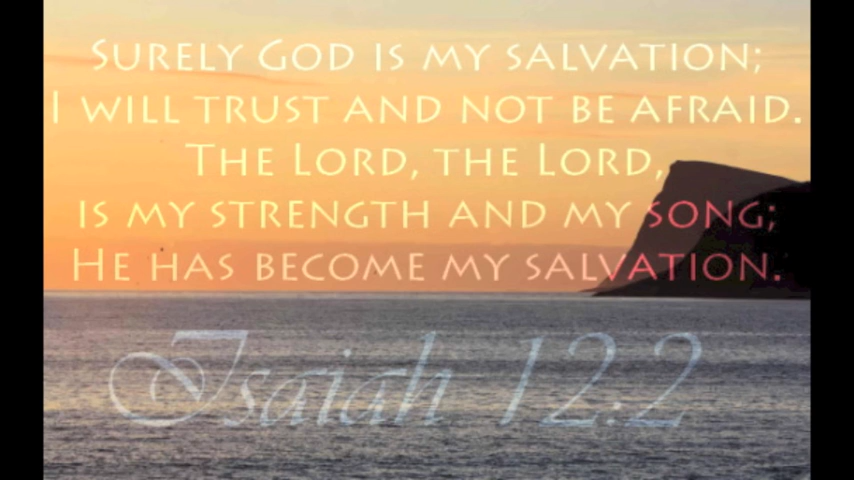 Surely God is my salvation;
I will trust and not be afraid.
The Lord, the Lord,
is my strength and my song;
He has become my salvation.
Isaiah 12:2